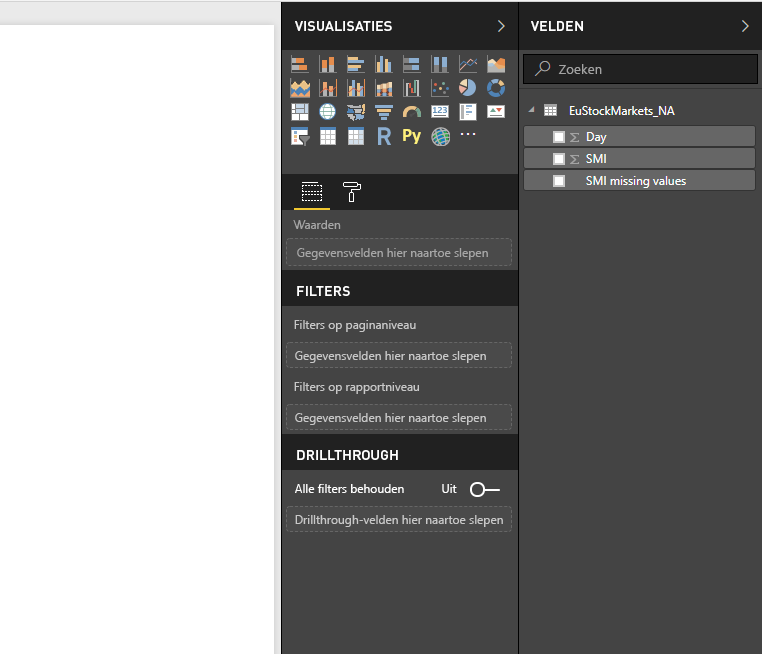 VISUALISATIES
R Py
123
Waarden
Gegevensvelden hier naartoe slepen
FILTERS
Filters op paginaniveau
Gegevensvelden hier naartoe slepen
Filters op rapportniveau
Gegevensvelden hier naartoe slepen
DRILLTHROUGH
Alle filters behouden Uit
Drillthrough-velden hier naartoe slepen
VELDEN
Zoeken
EuStockMarkets_NA
Σ Day
Σ SMI
SMI missing values